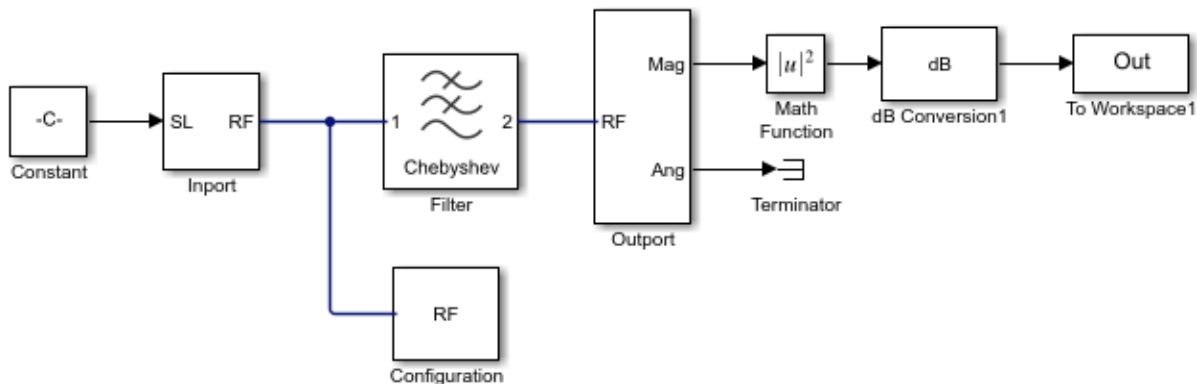 -C-
Constant
SL
RF
Inport
1
2
Chebyshev
Filter
RF
Configuration
RF
Mag
Ang
Outport
|u|²
Math
Function
Terminator
dB
dB Conversion1
Out
To Workspace1